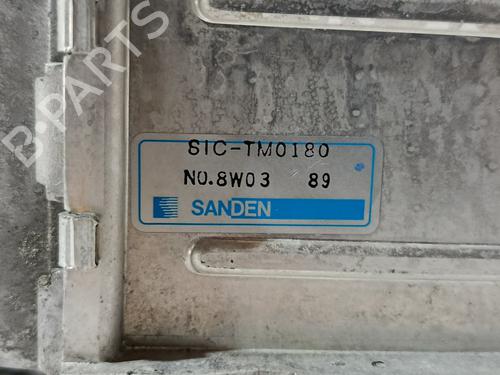 B-PARTS
SIC-TM0180
NO.8W03 89
SANDEN